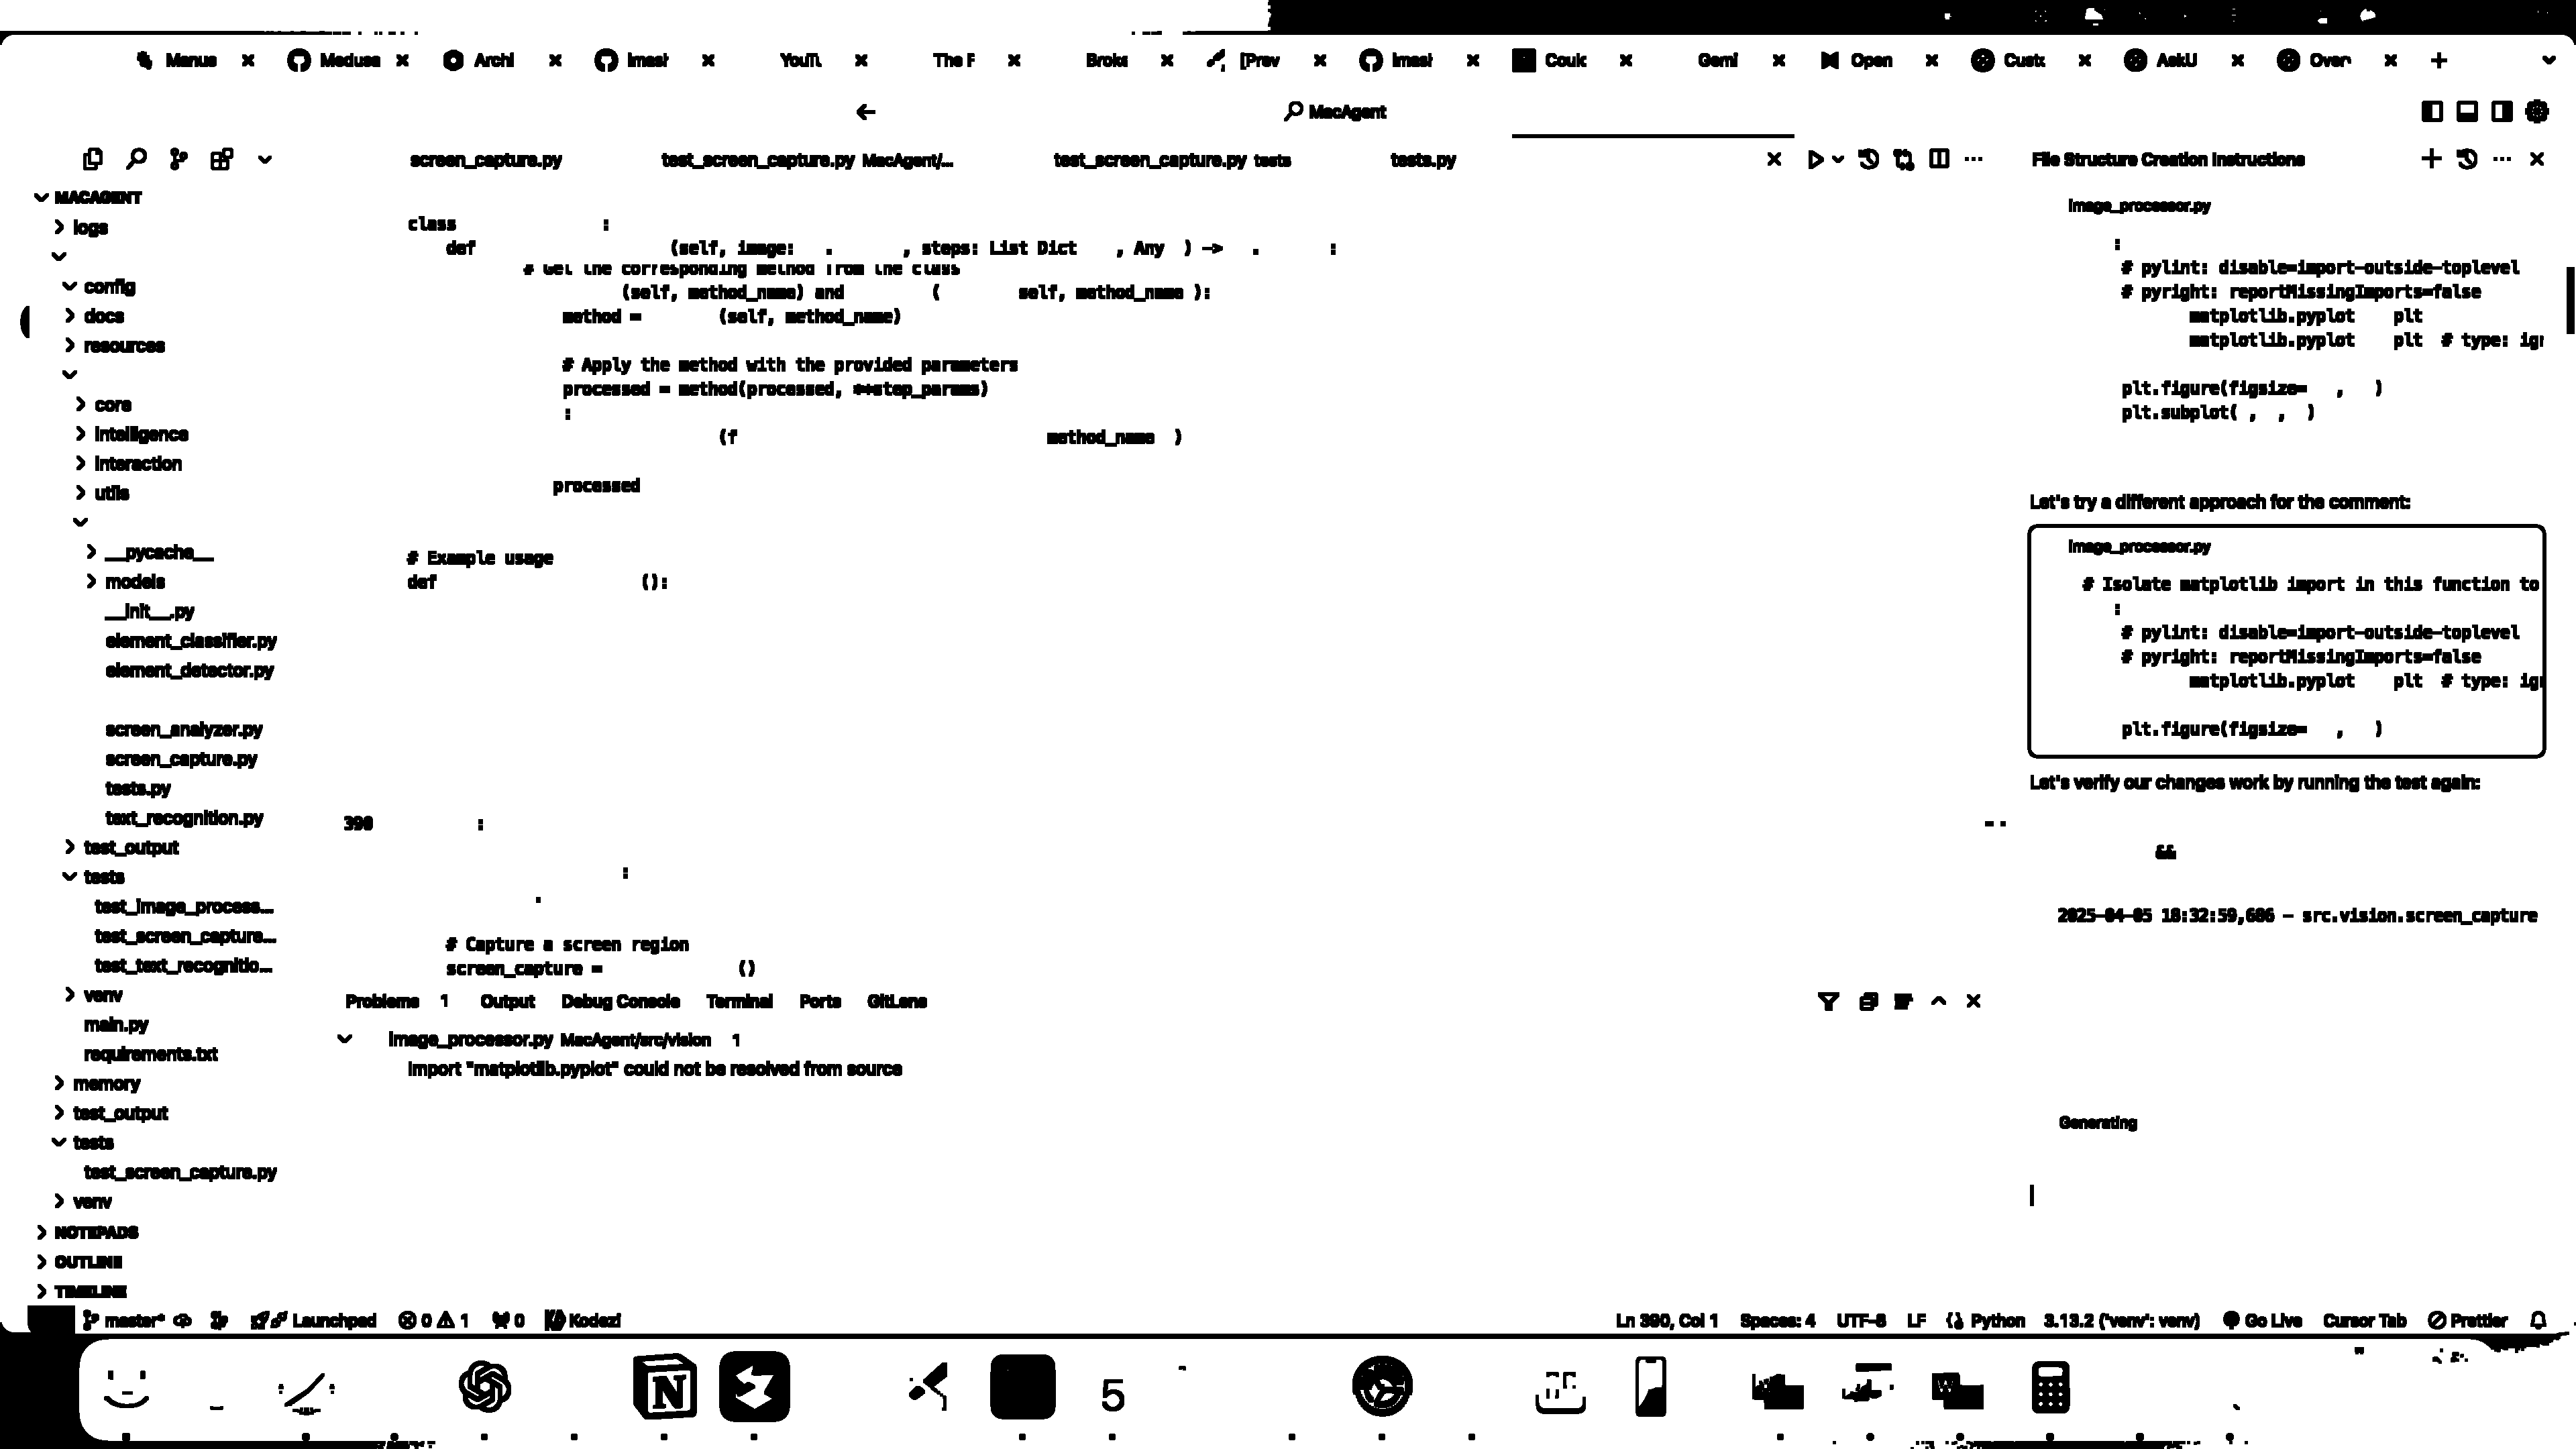 Manus
Medusa
Archi
imast
YouT.
The F
Broke
[Prev
imast
Gemi
Open
Custc
AskU
Over
MacAgent
screen_capture.py
test_screen_capture.py MacAgent/...
test_screen_capture.py tests
tests.py
File Structure Creation Instructions
MACAGENT
logs
config
docs
resources
core
intelligence
interaction
utils
__pycache__
models
__init__.py
element_classifier.py
element_detector.py
screen_analyzer.py
screen_capture.py
tests.py
text_recognition.py
test_output
tests
test_image_process...
test_screen_capture...
test_text_recognitio...
venv
main.py
requirements.txt
memory
test_output
tests
test_screen_capture.py
venv
NOTEPADS
OUTLINE
TIMELINE
class :
def (self, image: . , steps: List Dict , Any ) -> . :
# Get the corresponding method from the class
(self, method_name) and ( self, method_name ):
method = (self, method_name)
# Apply the method with the provided parameters
processed = method(processed, **step_params)
:
(f method_name )
processed
# Example usage
def ():
390 :
:
.
# Capture a screen region
screen_capture = ()
Problems 1 Output Debug Console Terminal Ports GitLens
image_processor.py MacAgent/src/vision 1
Import "matplotlib.pyplot" could not be resolved from source
image_processor.py
:
# pylint: disable=import-outside-toplevel
# pyright: reportMissingImports=false
matplotlib.pyplot plt
matplotlib.pyplot plt # type: igr
plt.figure(figsize= , )
plt.subplot( , , )
Let's try a different approach for the comment:
image_processor.py
# Isolate matplotlib import in this function to
:
# pylint: disable=import-outside-toplevel
# pyright: reportMissingImports=false
matplotlib.pyplot plt # type: ign
plt.figure(figsize= , )
Let's verify our changes work by running the test again:
&&
2025-04-05 18:32:59,686 - src.vision.screen_capture
Generating
master* Launchpad 0 1 0 Kodezi
Ln 390, Col 1 Spaces: 4 UTF-8 LF Python 3.13.2 ('venv': venv) Go Live Cursor Tab Prettier
N
5